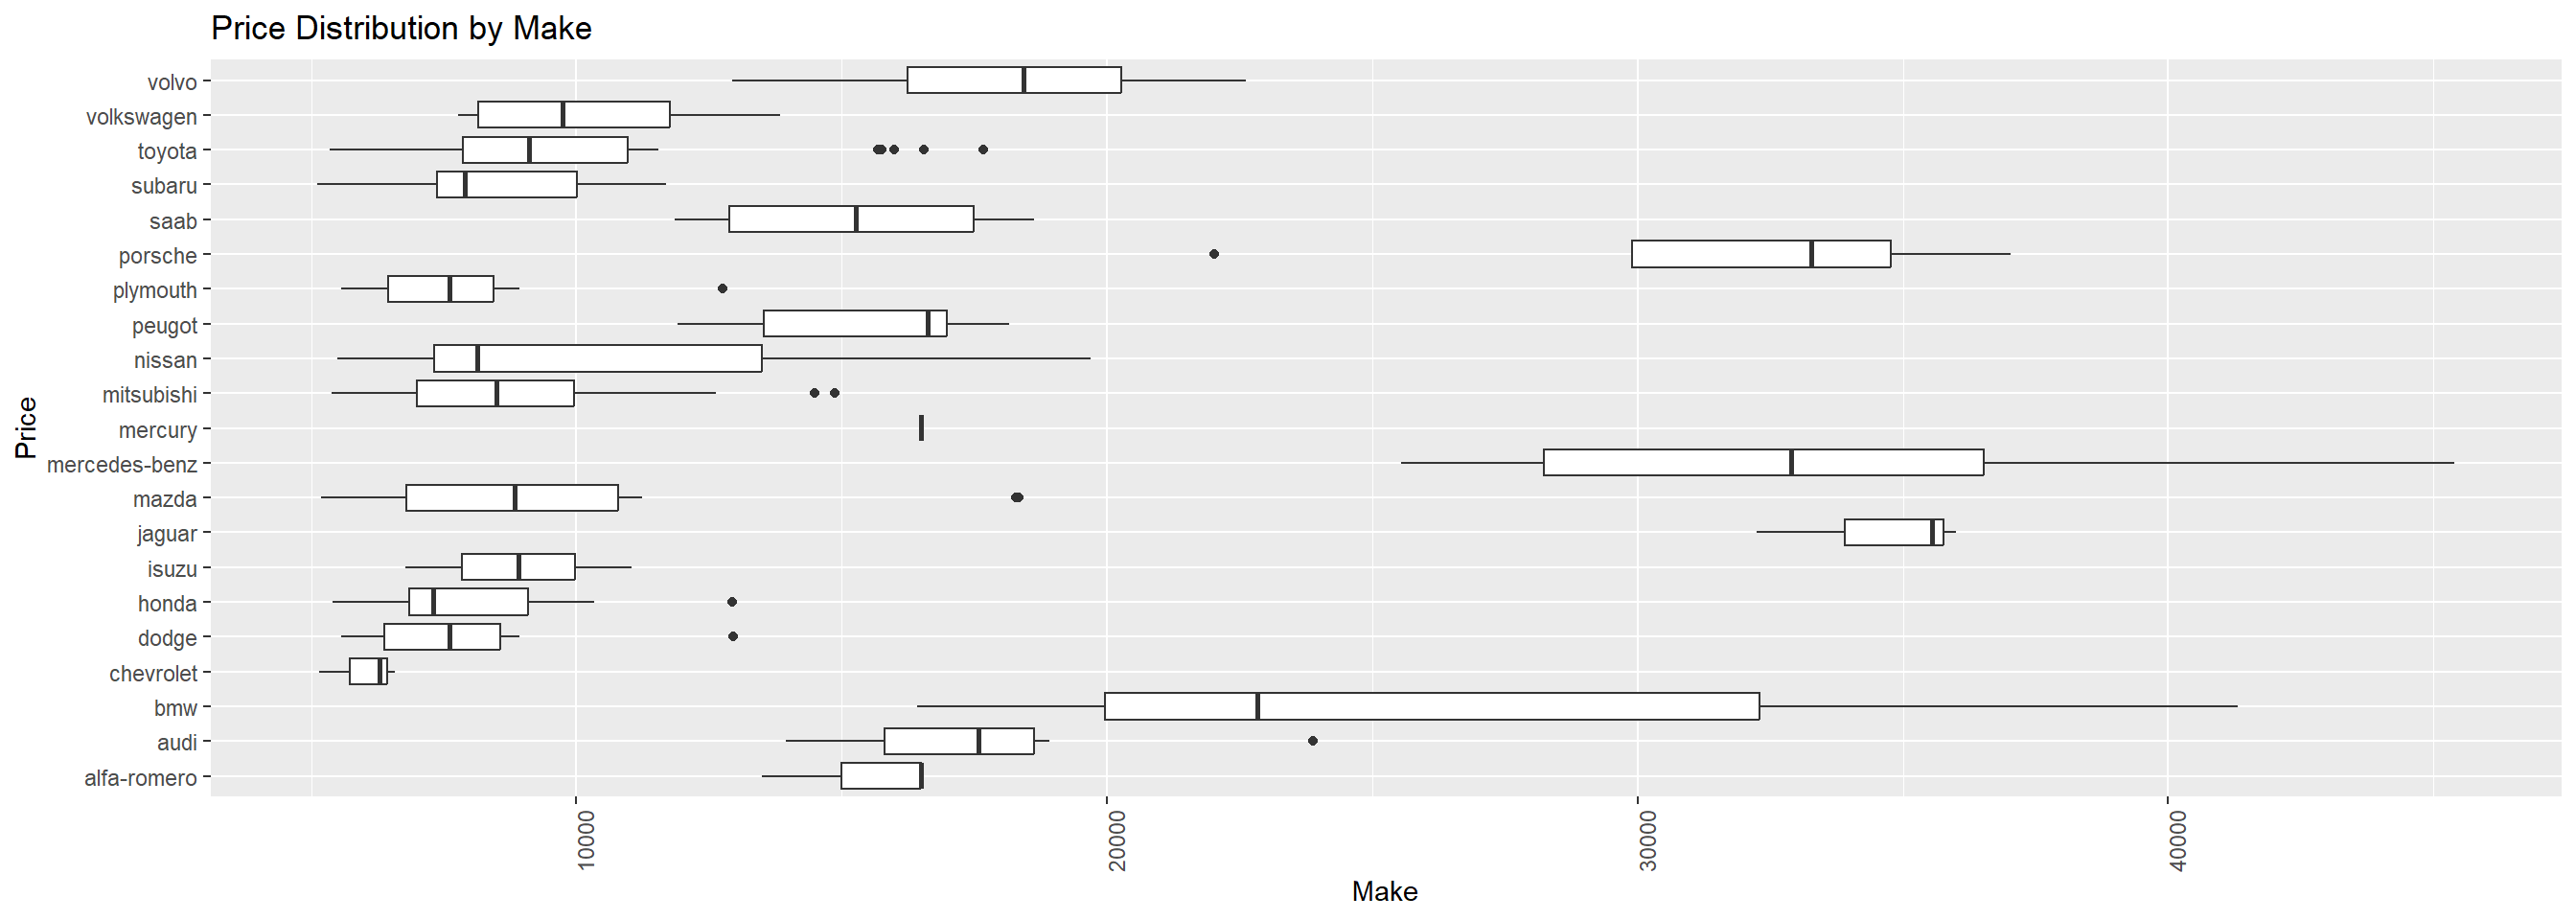 Price Distribution by Make
volvo
volkswagen
toyota
subaru
saab
porsche
plymouth
peugot
nissan
mitsubishi
mercury
mercedes-benz
mazda
jaguar
isuzu
honda
dodge
chevrolet
bmw
audi
alfa-romero
Price
10000
20000
30000
40000
Make